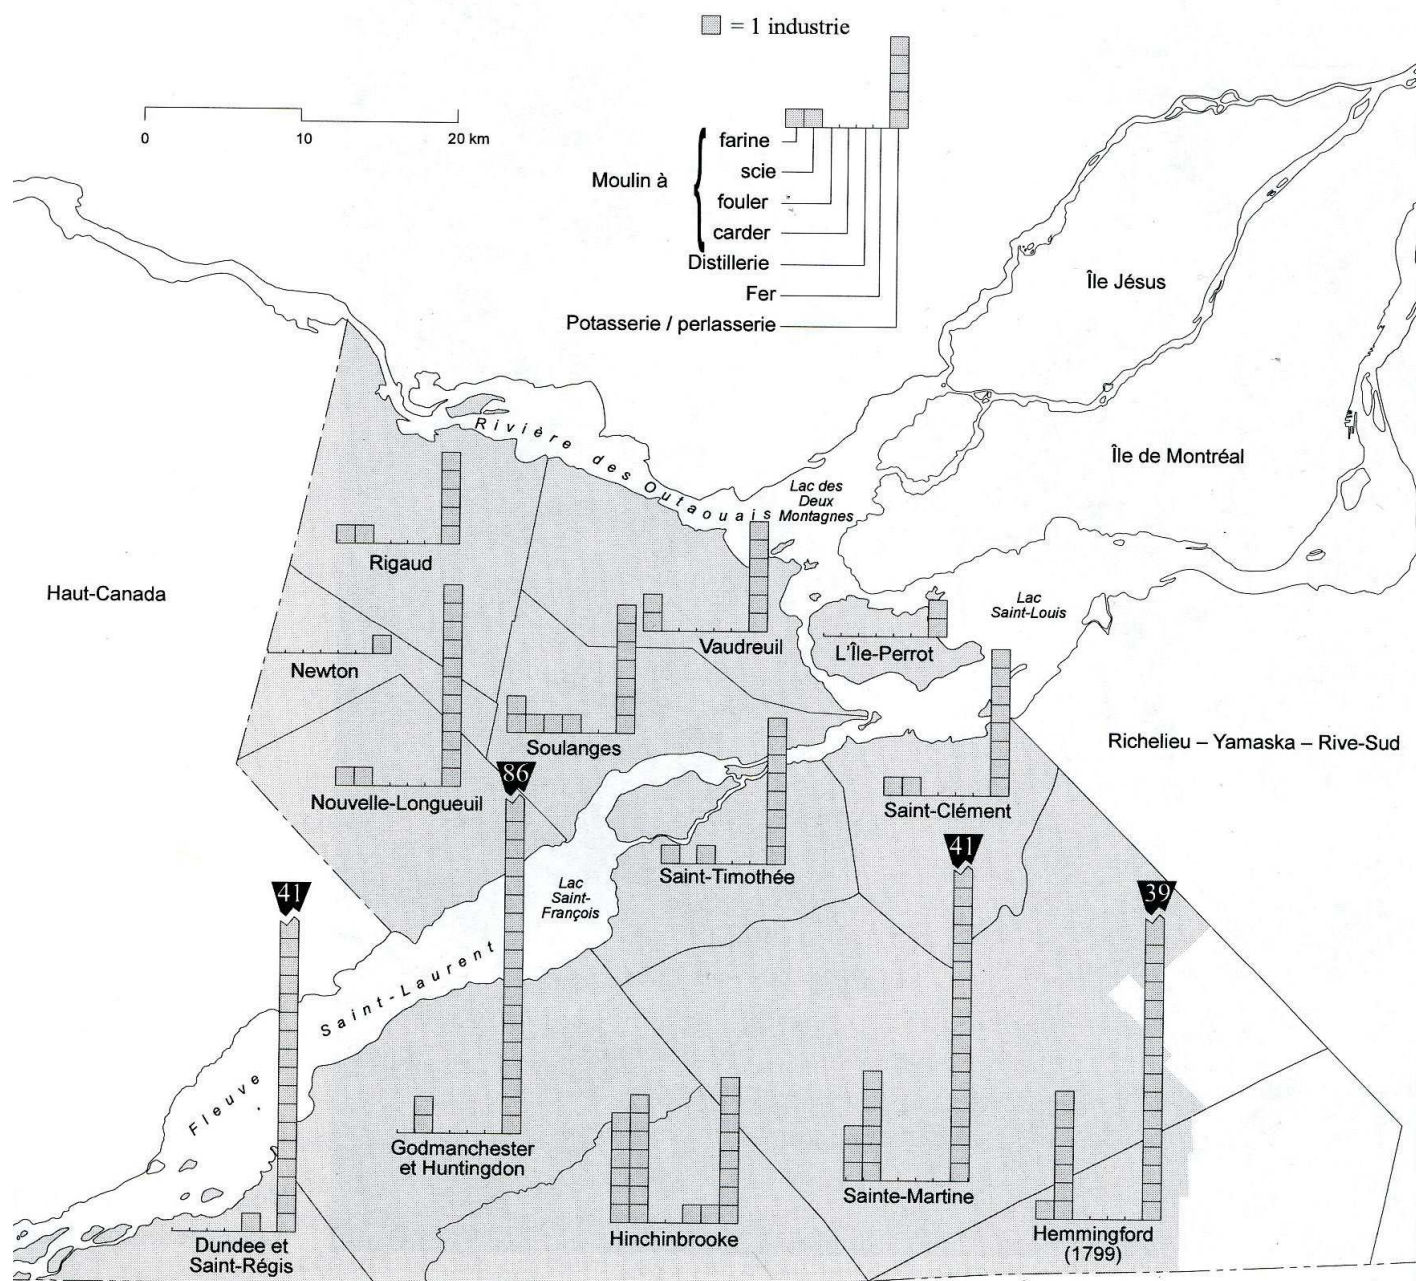 = 1 industrie
0 10 20 km
farine
scie
Moulin à
fouler
carder
Distillerie
Fer
Potasserie / perlasserie
Île Jésus
Île de Montréal
Rivière des Outaouais
Lac des
Deux
Montagnes
Rigaud
Haut-Canada
Lac
Saint-Louis
Vaudreuil
L'Île-Perrot
Newton
Soulanges
Richelieu – Yamaska – Rive-Sud
86
Nouvelle-Longueuil
Saint-Clément
41
Saint-Timothée
Lac
Saint-
François
41
39
Fleuve Saint-Laurent
Godmanchester
et Huntingdon
Sainte-Martine
Dundee et
Saint-Régis
Hinchinbrooke
Hemmingford
(1799)